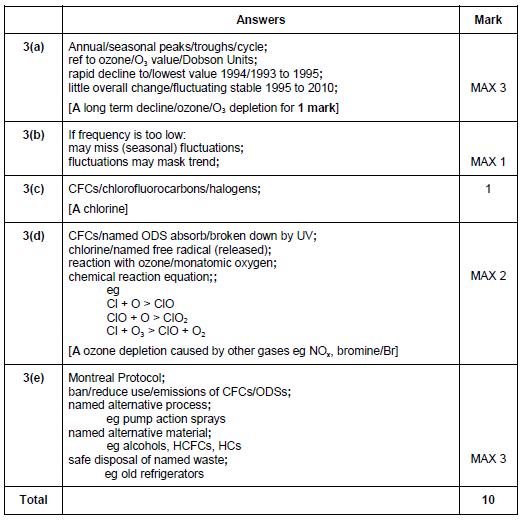 Answers Mark
3(a) Annual/seasonal peaks/troughs/cycle;
ref to ozone/O₃ value/Dobson Units;
rapid decline to/lowest value 1994/1993 to 1995;
little overall change/fluctuating stable 1995 to 2010; MAX 3
[A long term decline/ozone/O₃ depletion for 1 mark]
3(b) If frequency is too low:
may miss (seasonal) fluctuations;
fluctuations may mask trend; MAX 1
3(c) CFCs/chlorofluorocarbons/halogens; 1
[A chlorine]
3(d) CFCs/named ODS absorb/broken down by UV;
chlorine/named free radical (released);
reaction with ozone/monatomic oxygen;
chemical reaction equation;; MAX 2
eg
Cl + O > ClO
ClO + O > ClO₂
Cl + O₃ > ClO + O₂
[A ozone depletion caused by other gases eg NOₓ, bromine/Br]
3(e) Montreal Protocol;
ban/reduce use/emissions of CFCs/ODSs;
named alternative process;
eg pump action sprays
named alternative material;
eg alcohols, HCFCs, HCs
safe disposal of named waste; MAX 3
eg old refrigerators
Total 10